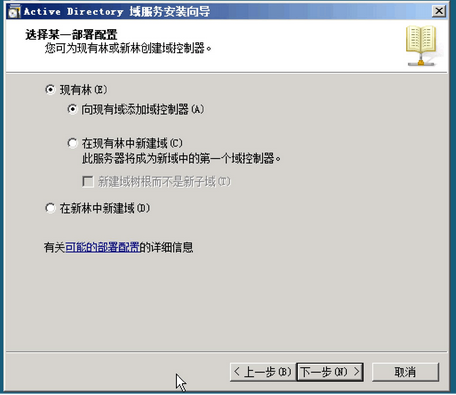 Active Directory 域服务安装向导
选择某一部署配置
您可为现有林或新林创建域控制器。
现有林(E)
向现有域添加域控制器(A)
在现有林中新建域(C)
此服务器将成为新域中的第一个域控制器。
新建域树根而不是新子域(T)
在新林中新建域(D)
有关可能的部署配置的详细信息
< 上一步(B) 下一步(N) > 取消